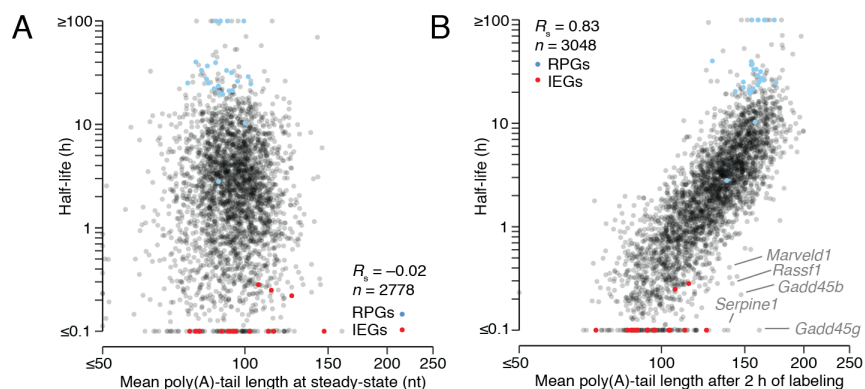 A
≥100
10
1
≤0.1
Half-life (h)
R_s = −0.02
n = 2778
RPGs
IEGs
≤50
100
150
200
250
Mean poly(A)-tail length at steady-state (nt)
B
≥100
10
1
≤0.1
Half-life (h)
R_s = 0.83
n = 3048
RPGs
IEGs
Marveld1
Rassf1
Gadd45b
Serpine1
Gadd45g
≤50
100
150
200
250
Mean poly(A)-tail length after 2 h of labeling